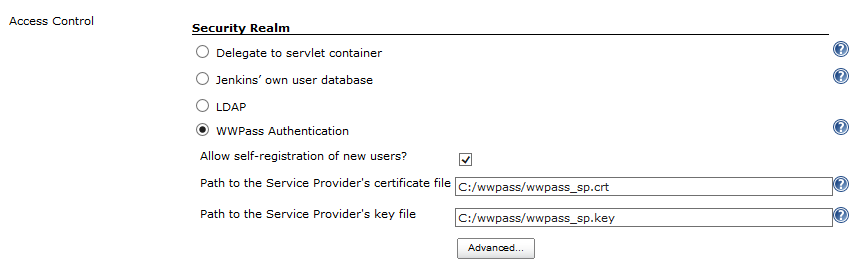 Access Control
Security Realm
Delegate to servlet container
Jenkins’ own user database
LDAP
WWPass Authentication
Allow self-registration of new users?
Path to the Service Provider's certificate file C:/wwpass/wwpass_sp.crt
Path to the Service Provider's key file C:/wwpass/wwpass_sp.key
Advanced...